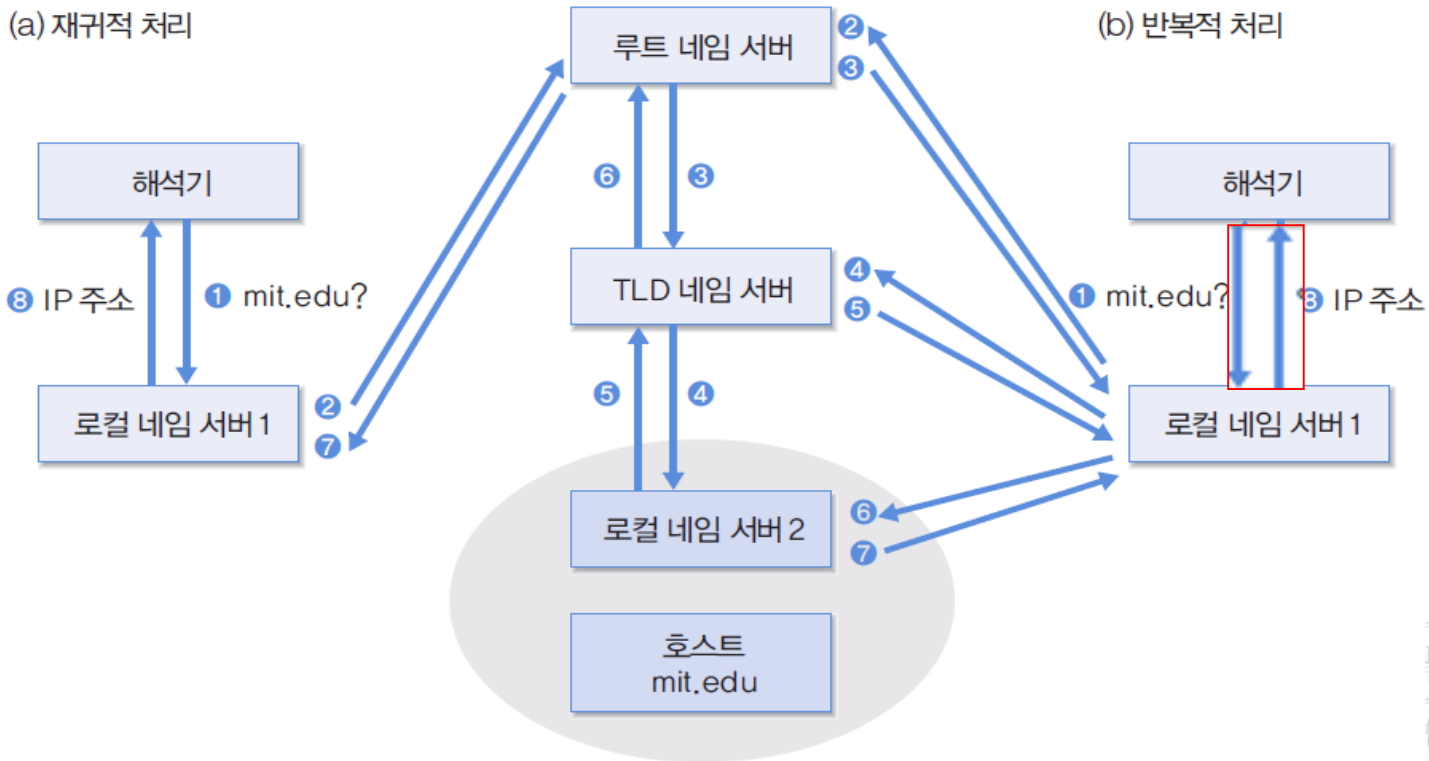 (a) 재귀적 처리
루트 네임 서버
❷
❸
(b) 반복적 처리
해석기
❻
❸
해석기
❽ IP 주소
❶ mit.edu?
TLD 네임 서버
❹
❺
❶ mit.edu?
❽ IP 주소
로컬 네임 서버 1
❷
❼
❺
❹
로컬 네임 서버 1
로컬 네임 서버 2
❻
❼
호스트
mit.edu